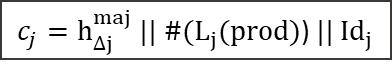 c_j = h_{Δj}^{maj} || #(L_j(prod)) || Id_j